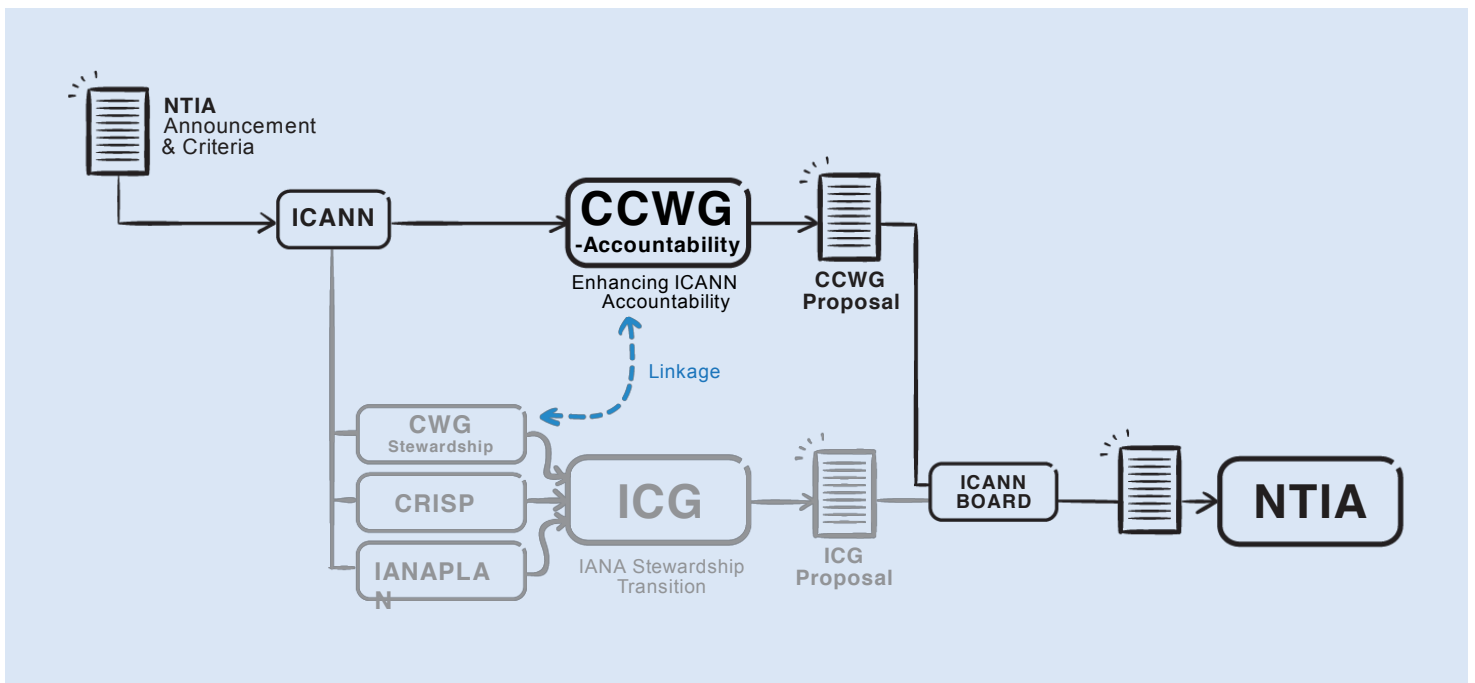 NTIA
Announcement
& Criteria
ICANN
CCWG
-Accountability
Enhancing ICANN
Accountability
CCWG
Proposal
Linkage
CWG
Stewardship
CRISP
IANAPLA
N
ICG
IANA Stewardship
Transition
ICG
Proposal
ICANN
BOARD
NTIA